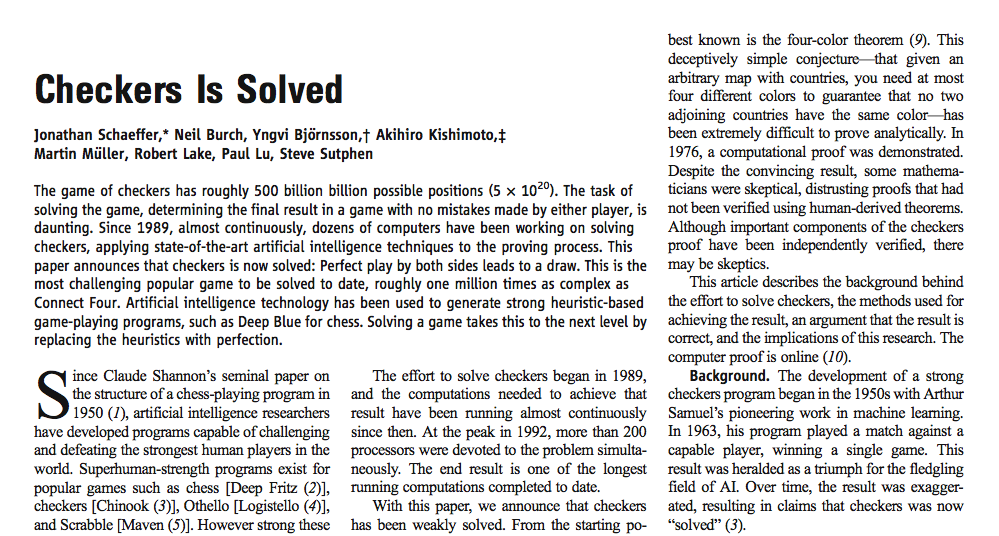 Checkers Is Solved
Jonathan Schaeffer,* Neil Burch, Yngvi Björnsson,† Akihiro Kishimoto,‡
Martin Müller, Robert Lake, Paul Lu, Steve Sutphen
The game of checkers has roughly 500 billion billion possible positions (5 × 10²⁰). The task of
solving the game, determining the final result in a game with no mistakes made by either player, is
daunting. Since 1989, almost continuously, dozens of computers have been working on solving
checkers, applying state-of-the-art artificial intelligence techniques to the proving process. This
paper announces that checkers is now solved: Perfect play by both sides leads to a draw. This is the
most challenging popular game to be solved to date, roughly one million times as complex as
Connect Four. Artificial intelligence technology has been used to generate strong heuristic-based
game-playing programs, such as Deep Blue for chess. Solving a game takes this to the next level by
replacing the heuristics with perfection.
Since Claude Shannon's seminal paper on
the structure of a chess-playing program in
1950 (1), artificial intelligence researchers
have developed programs capable of challenging
and defeating the strongest human players in the
world. Superhuman-strength programs exist for
popular games such as chess [Deep Fritz (2)],
checkers [Chinook (3)], Othello [Logistello (4)],
and Scrabble [Maven (5)]. However strong these
The effort to solve checkers began in 1989,
and the computations needed to achieve that
result have been running almost continuously
since then. At the peak in 1992, more than 200
processors were devoted to the problem simulta-
neously. The end result is one of the longest
running computations completed to date.
With this paper, we announce that checkers
has been weakly solved. From the starting po-
best known is the four-color theorem (9). This
deceptively simple conjecture—that given an
arbitrary map with countries, you need at most
four different colors to guarantee that no two
adjoining countries have the same color—has
been extremely difficult to prove analytically. In
1976, a computational proof was demonstrated.
Despite the convincing result, some mathema-
ticians were skeptical, distrusting proofs that had
not been verified using human-derived theorems.
Although important components of the checkers
proof have been independently verified, there
may be skeptics.
This article describes the background behind
the effort to solve checkers, the methods used for
achieving the result, an argument that the result is
correct, and the implications of this research. The
computer proof is online (10).
Background. The development of a strong
checkers program began in the 1950s with Arthur
Samuel's pioneering work in machine learning.
In 1963, his program played a match against a
capable player, winning a single game. This
result was heralded as a triumph for the fledgling
field of AI. Over time, the result was exagger-
ated, resulting in claims that checkers was now
"solved" (3).